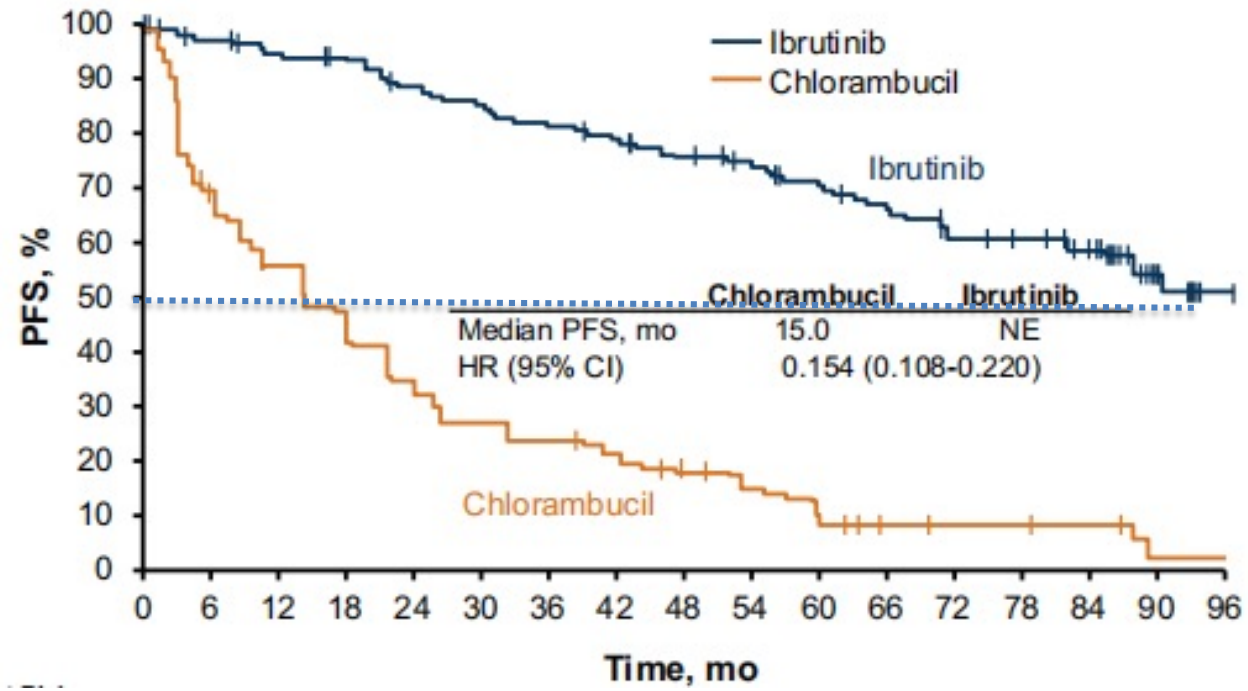 100
90
80
70
60
50
40
30
20
10
0
PFS, %
Ibrutinib
Chlorambucil
Ibrutinib
Chlorambucil Ibrutinib
Median PFS, mo 15.0 NE
HR (95% CI) 0.154 (0.108-0.220)
Chlorambucil
0 6 12 18 24 30 36 42 48 54 60 66 72 78 84 90 96
Time, mo